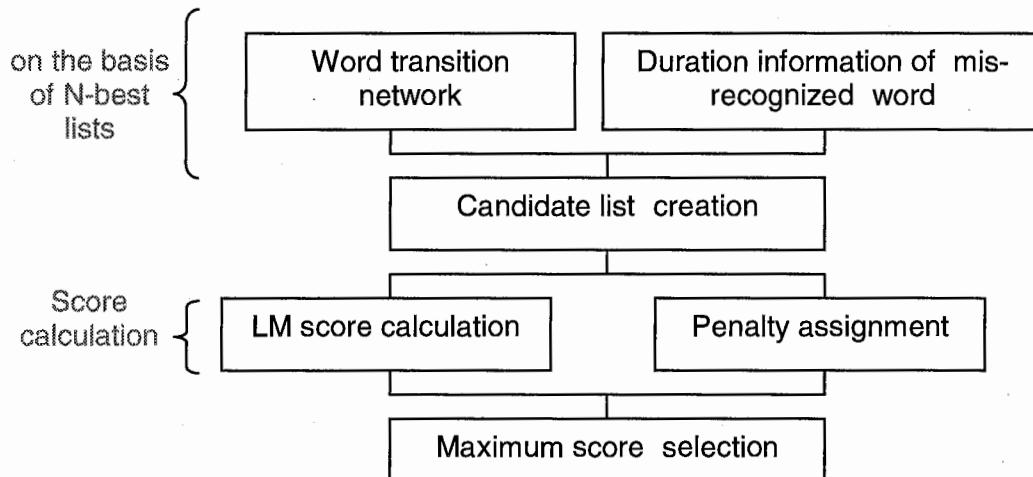 on the basis
of N-best
lists
Word transition
network
Duration information of mis-
recognized word
Candidate list creation
Score
calculation
LM score calculation
Penalty assignment
Maximum score selection